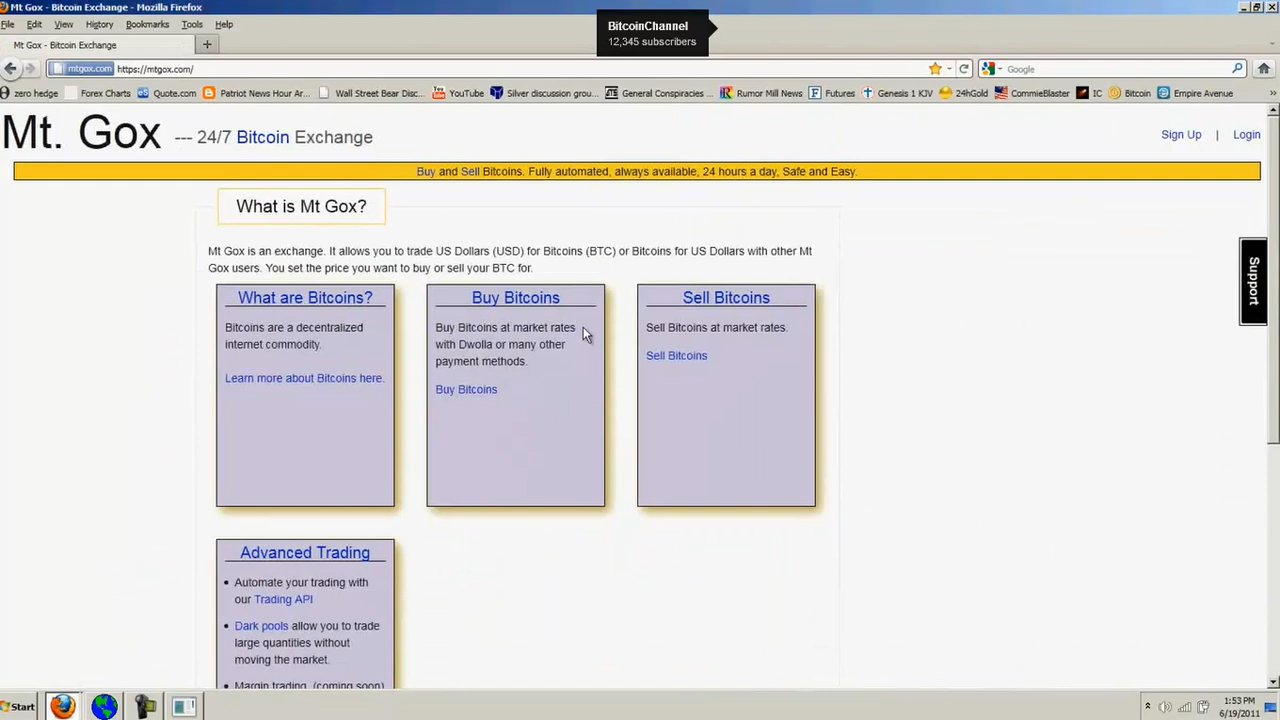 Mt Gox - Bitcoin Exchange - Mozilla Firefox
File Edit View History Bookmarks Tools Help
BitcoinChannel
12,345 subscribers
Mt Gox - Bitcoin Exchange
mtgox.com https://mtgox.com/
Google
zero hedge Forex Charts Quote.com Patriot News Hour Ar... Wall Street Bear Disc... YouTube Silver discussion grou... General Conspiracies ... Rumor Mill News Futures Genesis 1 KJV 24hGold CommieBlaster IC Bitcoin Empire Avenue
Mt. Gox --- 24/7 Bitcoin Exchange
Sign Up | Login
Buy and Sell Bitcoins. Fully automated, always available, 24 hours a day, Safe and Easy.
What is Mt Gox?
Mt Gox is an exchange. It allows you to trade US Dollars (USD) for Bitcoins (BTC) or Bitcoins for US Dollars with other Mt
Gox users. You set the price you want to buy or sell your BTC for.
Support
What are Bitcoins?
Bitcoins are a decentralized
internet commodity.
Learn more about Bitcoins here.
Buy Bitcoins
Buy Bitcoins at market rates
with Dwolla or many other
payment methods.
Buy Bitcoins
Sell Bitcoins
Sell Bitcoins at market rates.
Sell Bitcoins
Advanced Trading
Automate your trading with
our Trading API
Dark pools allow you to trade
large quantities without
moving the market.
Margin trading. (coming soon)
Start
1:53 PM
6/19/2011